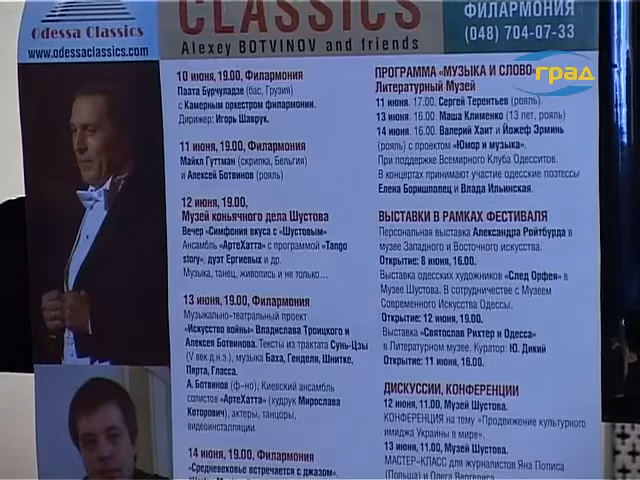 Odessa Classics
www.odessaclassics.com
CLASSICS
Alexey BOTVINOV and friends
ФИЛАРМОНИЯ
(048) 704-07-33
град
10 июня, 19.00, Филармония
Паата Бурчуладзе (бас, Грузия)
с Камерным оркестром филармонии.
Дирижер: Игорь Шаврук.
11 июня, 19.00, Филармония
Майкл Гуттман (скрипка, Бельгия)
и Алексей Ботвинов (рояль)
12 июня, 19.00,
Музей коньячного дела Шустова
Вечер «Симфония вкуса с «Шустовым»
Ансамбль «АртеХатта» с программой «Tango
story», дуэт Ергиевых и др.
Музыка, танец, живопись и не только...
13 июня, 19.00, Филармония
Музыкально-театральный проект
«Искусство войны» Владислава Троицкого и
Алексея Ботвинова. Тексты из трактата Сунь-Цзы
(V век д.н.э.), музыка Баха, Генделя, Шнитке,
Пярта, Гласса.
А. Ботвинов (ф-но), Киевский ансамбль
солистов «АртеХатта» (худрук Мирослава
Которович), актеры, танцоры,
видеоинсталляции.
14 июня, 19.00, Филармония
«Средневековье встречается с джазом».
ПРОГРАММА «МУЗЫКА И СЛОВО»
Литературный Музей
11 июня. 17.00. Сергей Терентьев (рояль).
13 июня. 16.00. Маша Клименко (13 лет, рояль)
14 июня. 16.00. Валерий Хаит и Йожеф Эрминь
(рояль) с проектом «Юмор и музыка».
При поддержке Всемирного Клуба Одесситов.
В концертах принимают участие одесские поэтессы
Елена Боришполец и Влада Ильинская.
ВЫСТАВКИ В РАМКАХ ФЕСТИВАЛЯ
Персональная выставка Александра Ройтбурда в
музее Западного и Восточного искусства.
Открытие: 8 июня, 16.00.
Выставка одесских художников «След Орфея» в
Музее Шустова. В сотрудничестве с Музеем
Современного Искусства Одессы.
Открытие: 12 июня, 19.00.
Выставка «Святослав Рихтер и Одесса»
в Литературном музее. Куратор: Ю. Дикий
Открытие: 11 июня, 16.00.
ДИСКУССИИ, КОНФЕРЕНЦИИ
12 июня, 11.00, Музей Шустова.
КОНФЕРЕНЦИЯ на тему «Продвижение культурного
имиджа Украины в мире».
13 июня, 11.00, Музей Шустова.
МАСТЕР-КЛАСС для журналистов Яна Пописа
(Польша) и Олега Вергелиса